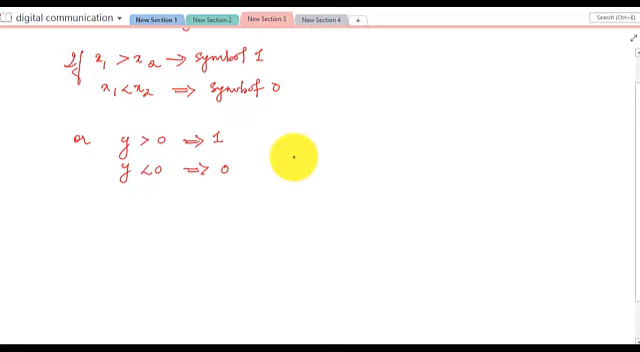 digital communication
New Section 1
New Section 2
New Section 3
New Section 4
+
Search (Ctrl+E)
If x₁ > x₂ → symbol 1
x₁ < x₂ ⟹ symbol 0
or y > 0 ⟹ 1
y < 0 ⟹ 0